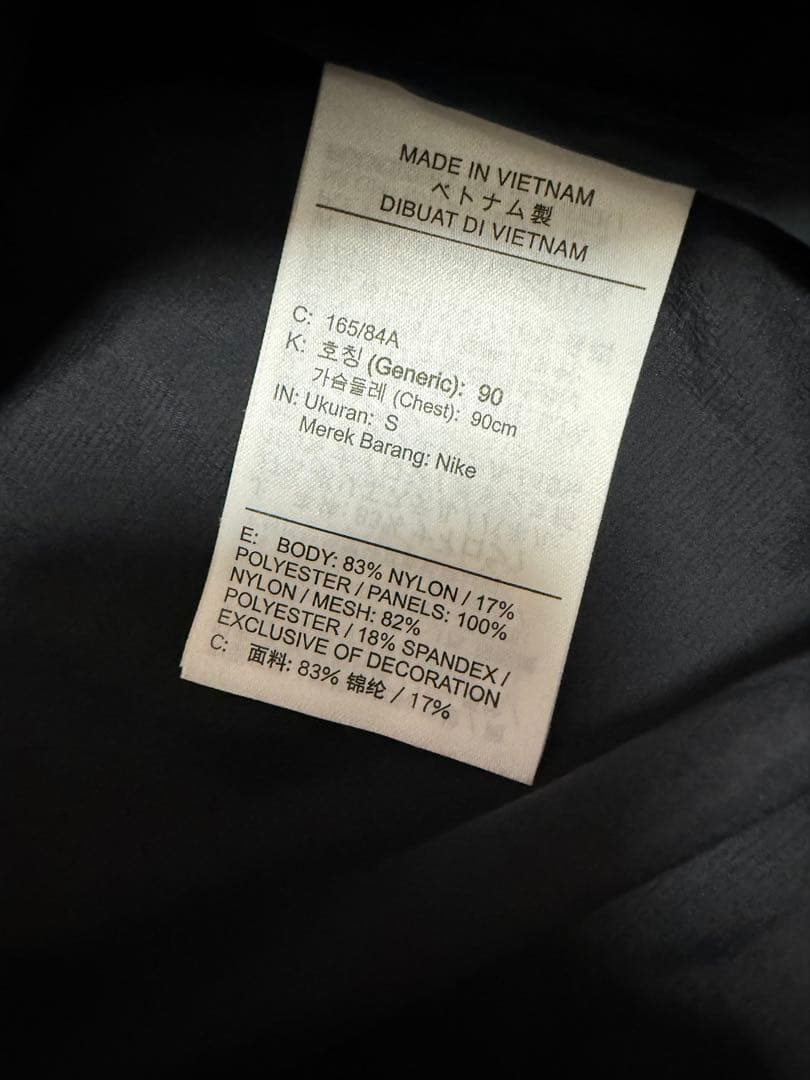 MADE IN VIETNAM
ベトナム製
DIBUAT DI VIETNAM
C: 165/84A
K: 호칭 (Generic): 90
가슴둘레 (Chest): 90cm
IN: Ukuran: S
Merek Barang: Nike
E: BODY: 83% NYLON / 17%
POLYESTER / PANELS: 100%
NYLON / MESH: 82%
POLYESTER / 18% SPANDEX /
EXCLUSIVE OF DECORATION
C: 面料: 83% 锦纶 / 17%